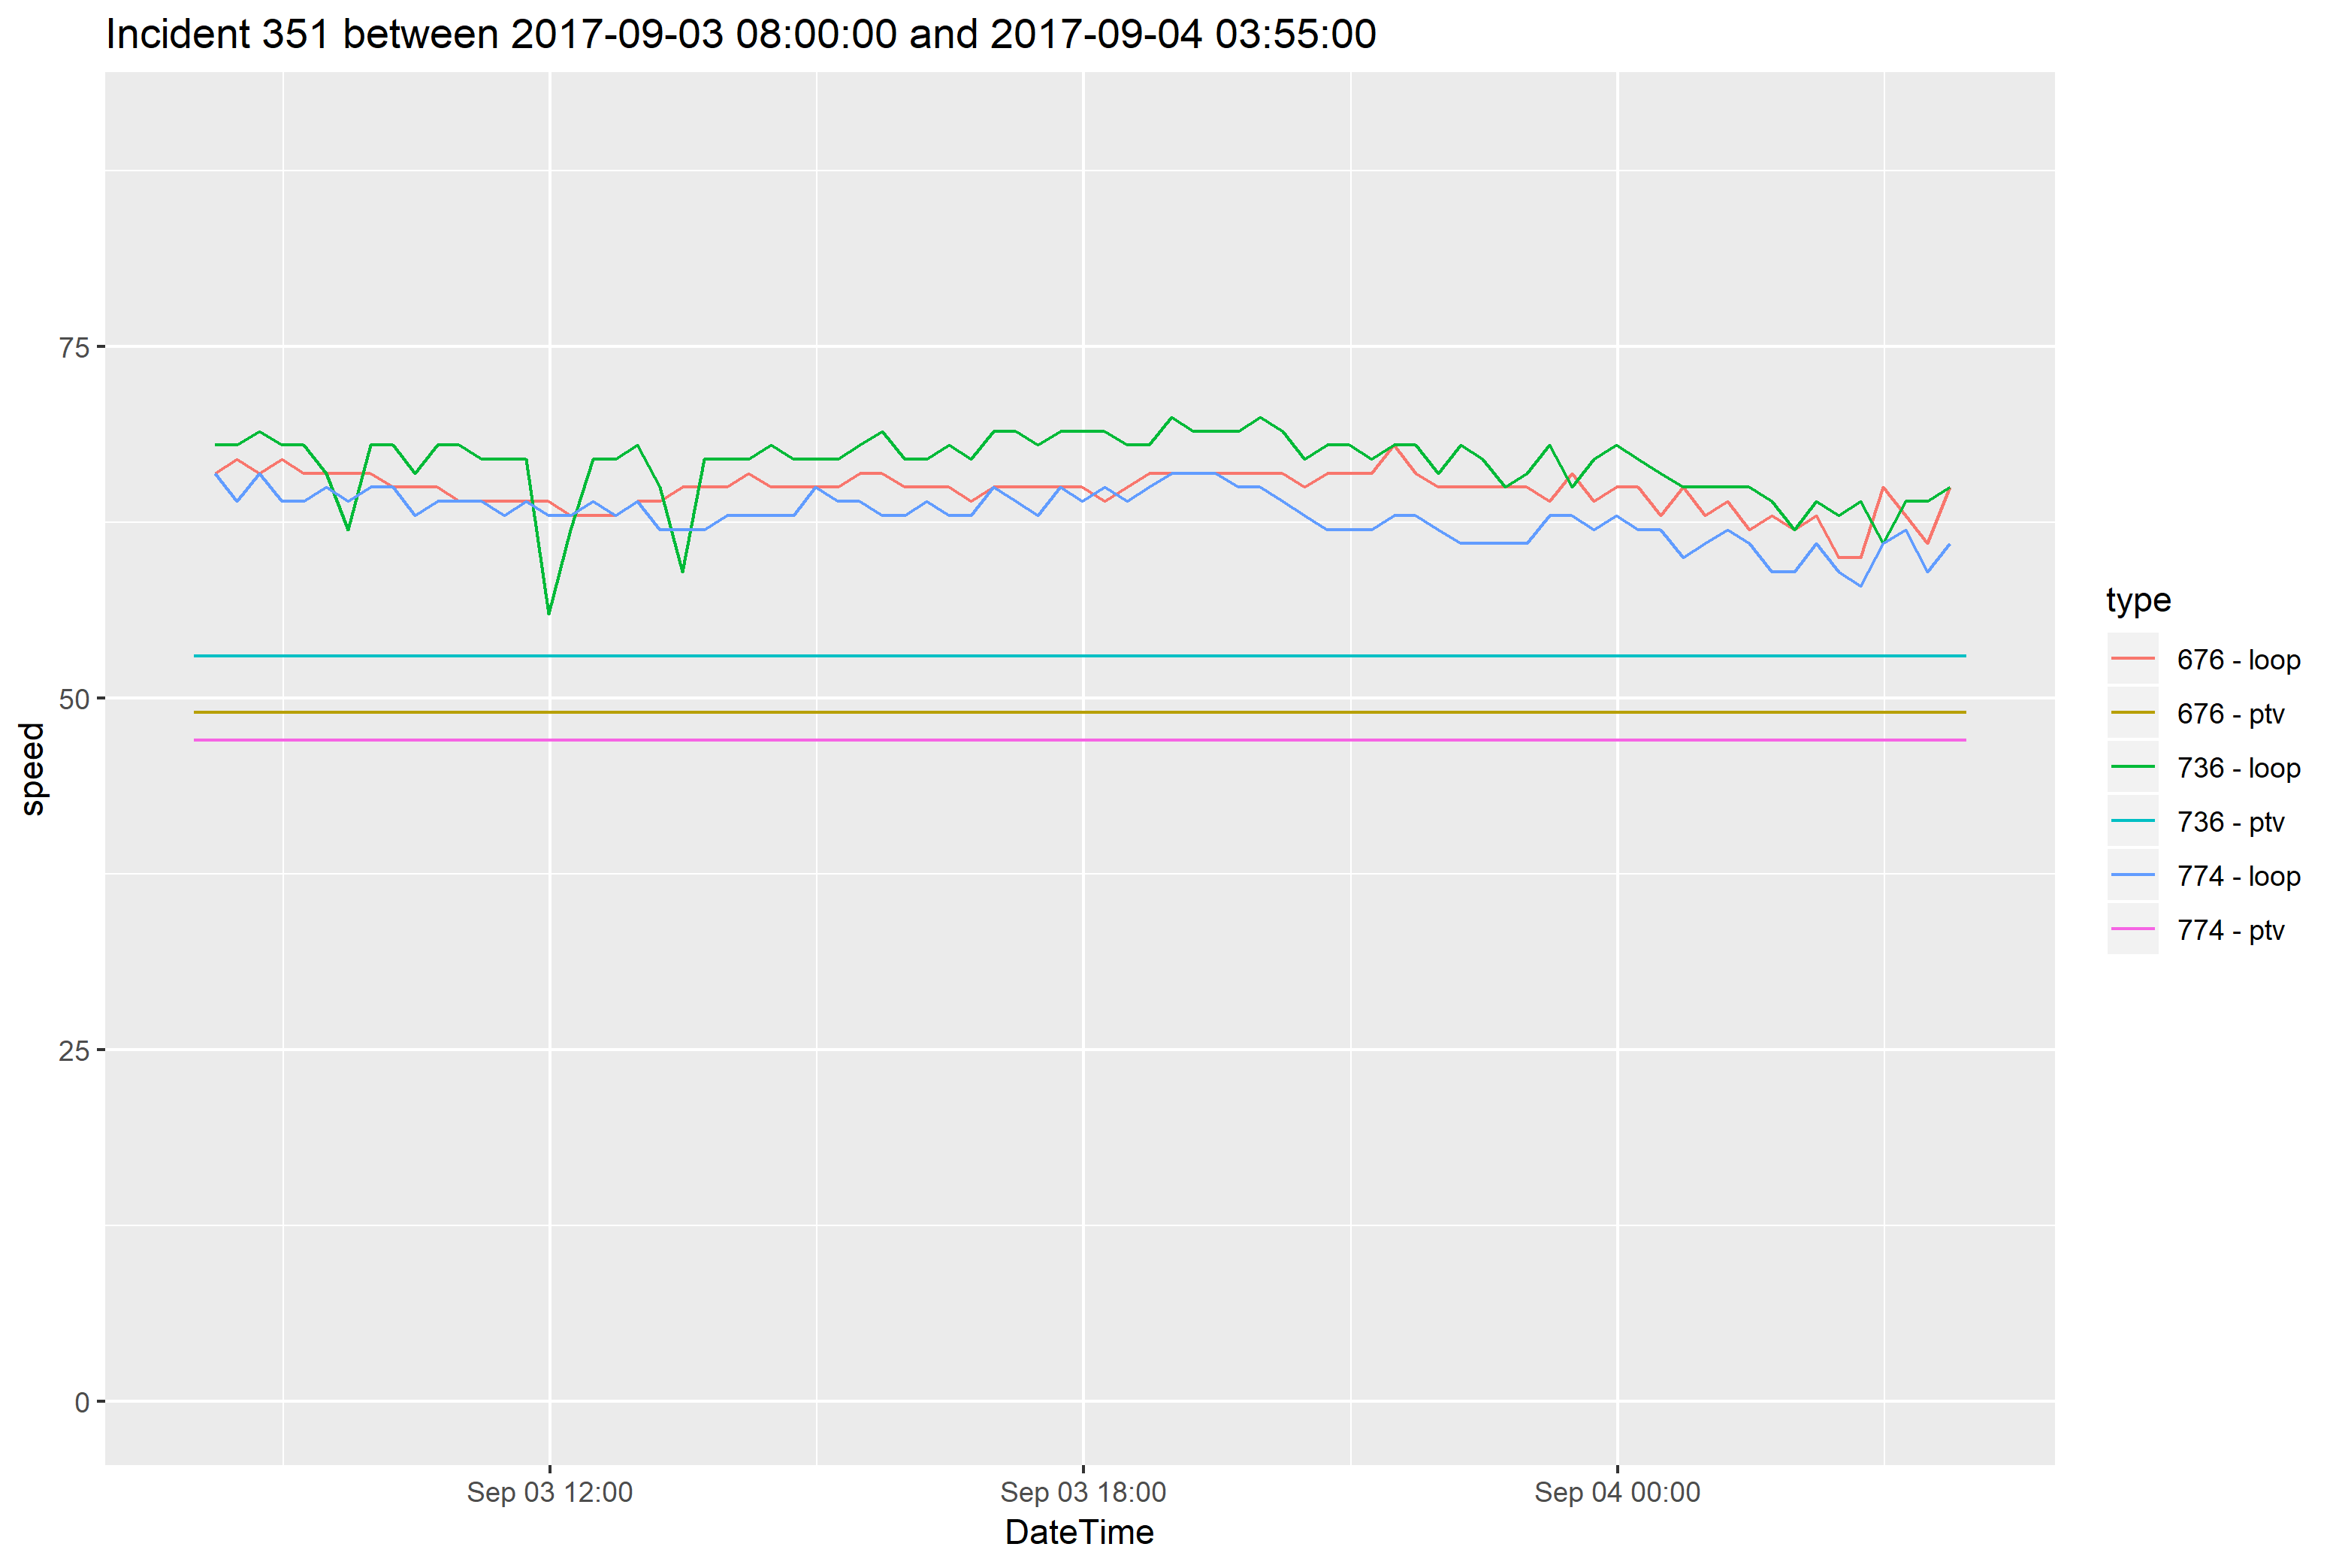 Incident 351 between 2017-09-03 08:00:00 and 2017-09-04 03:55:00
75
50
25
0
speed
Sep 03 12:00
Sep 03 18:00
Sep 04 00:00
DateTime
type
676 - loop
676 - ptv
736 - loop
736 - ptv
774 - loop
774 - ptv